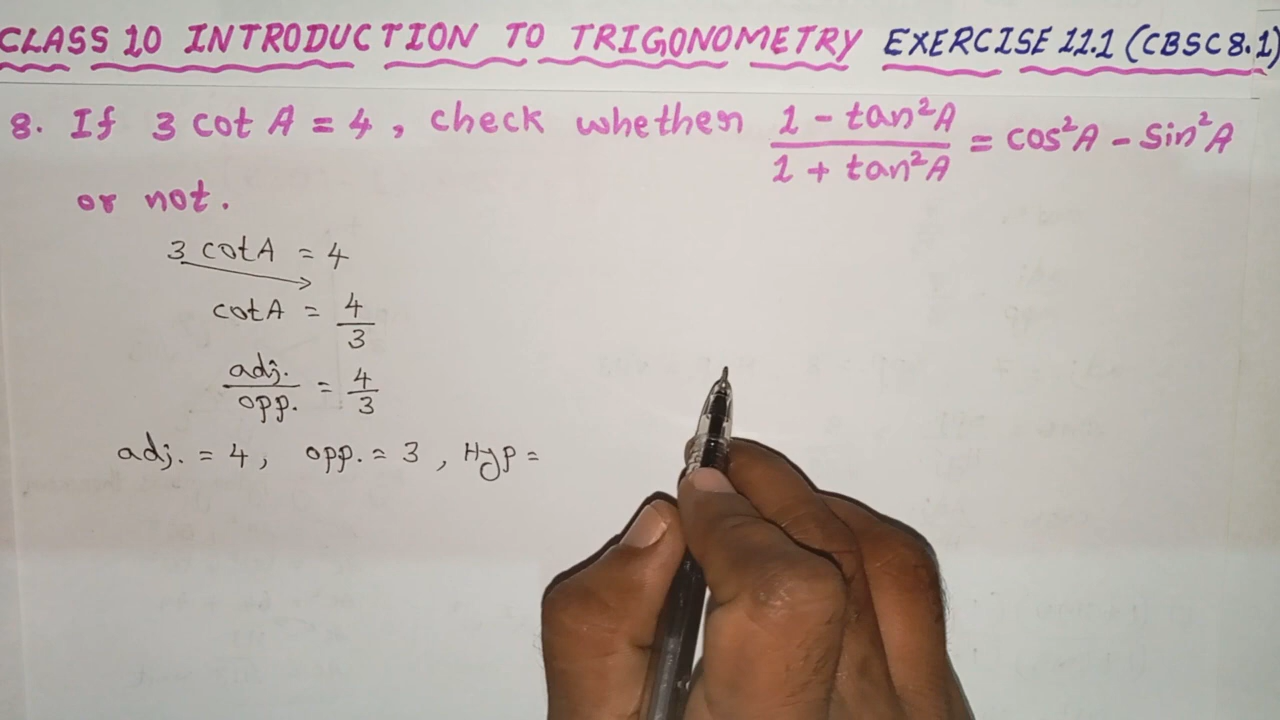 CLASS 10 INTRODUCTION TO TRIGONOMETRY EXERCISE 11.1 (CBSC 8.1)
8. If 3 cot A = 4, check whether (1 - tan²A)/(1 + tan²A) = cos²A - Sin²A
or not.
3 cotA = 4
cotA = 4/3
adj./opp. = 4/3
adj. = 4, opp. = 3, Hyp =